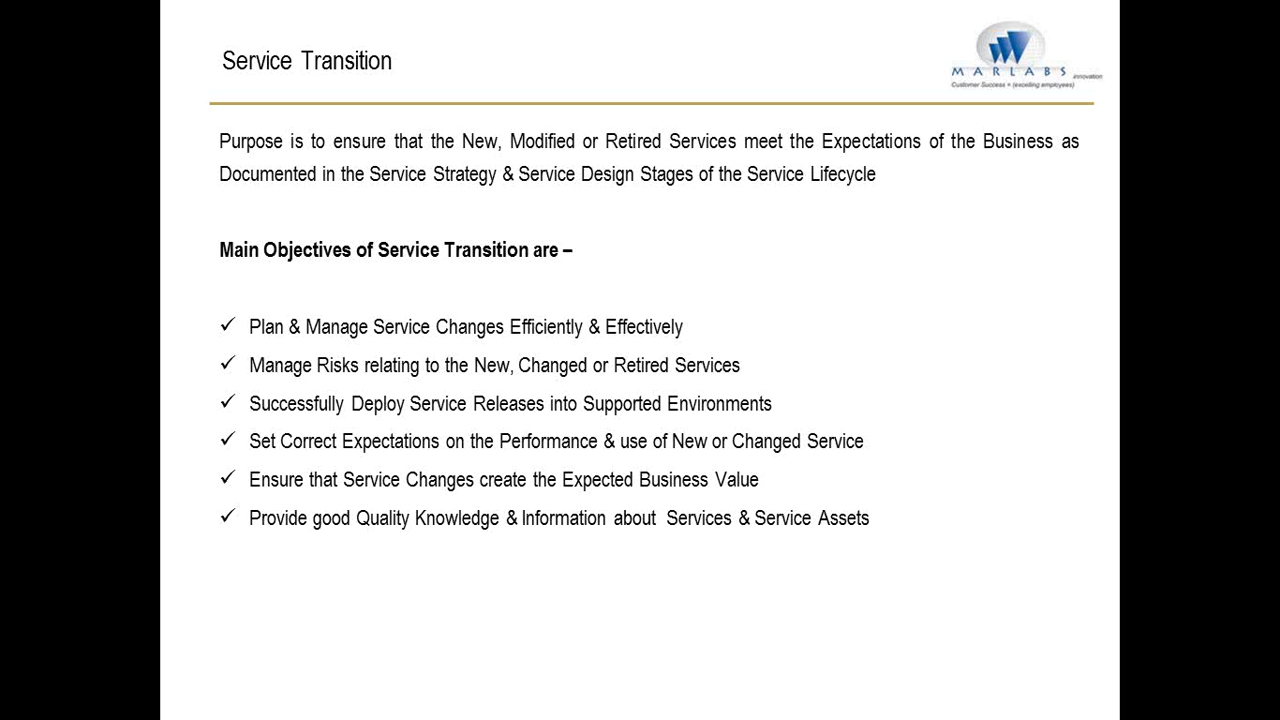 Service Transition
MARLABS innovation
Customer Success = (excelling employees)
Purpose is to ensure that the New, Modified or Retired Services meet the Expectations of the Business as
Documented in the Service Strategy & Service Design Stages of the Service Lifecycle
Main Objectives of Service Transition are –
✓ Plan & Manage Service Changes Efficiently & Effectively
✓ Manage Risks relating to the New, Changed or Retired Services
✓ Successfully Deploy Service Releases into Supported Environments
✓ Set Correct Expectations on the Performance & use of New or Changed Service
✓ Ensure that Service Changes create the Expected Business Value
✓ Provide good Quality Knowledge & Information about Services & Service Assets